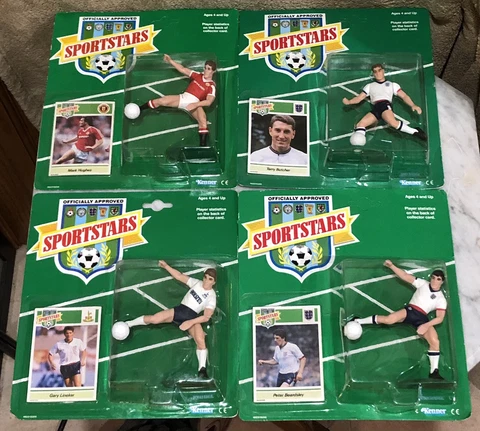 OFFICIALLY APPROVED
SPORTSTARS
Ages 4 and Up
Player statistics
on the back of
collector card.
Mark Hughes
Kenner
OFFICIALLY APPROVED
SPORTSTARS
Ages 4 and Up
Player statistics
on the back of
collector card.
Terry Butcher
Kenner CE
OFFICIALLY APPROVED
SPORTSTARS
Ages 4 and Up
Player statistics
on the back of
collector card.
Gary Lineker
Kenner CE
OFFICIALLY APPROVED
SPORTSTARS
Ages 4 and Up
Player statistics
on the back of
collector card.
Peter Beardsley
Kenner CE